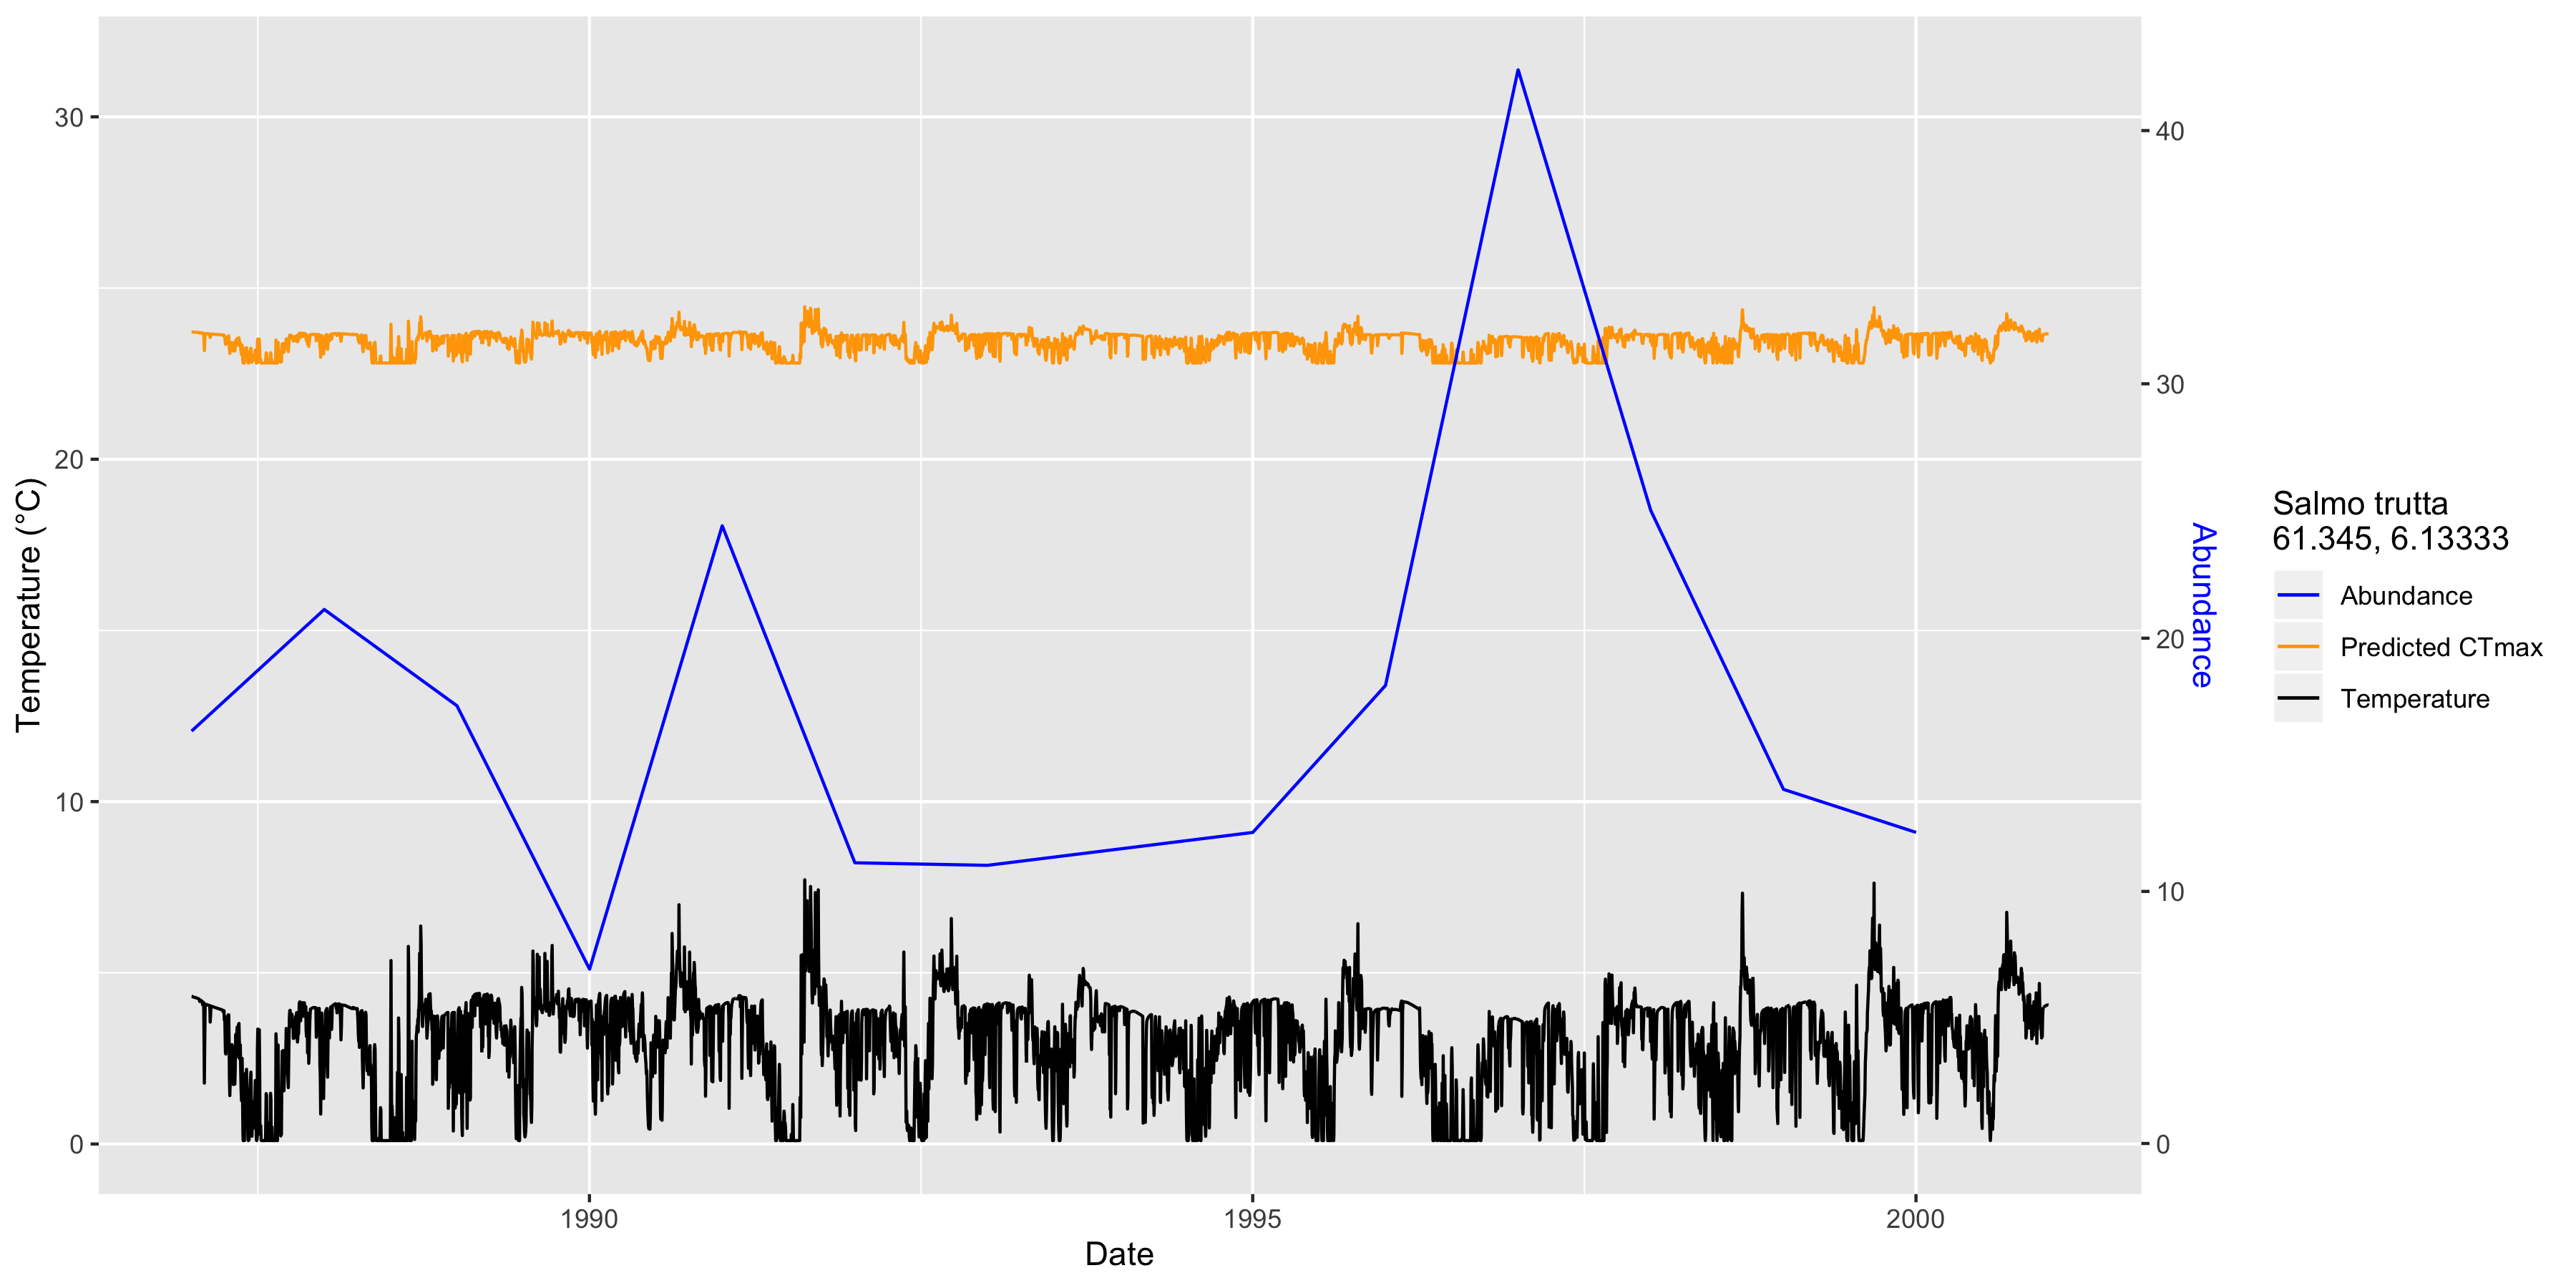 30
20
10
0
Temperature (°C)
1990
1995
2000
Date
40
30
20
10
0
Abundance
Salmo trutta
61.345, 6.13333
Abundance
Predicted CTmax
Temperature